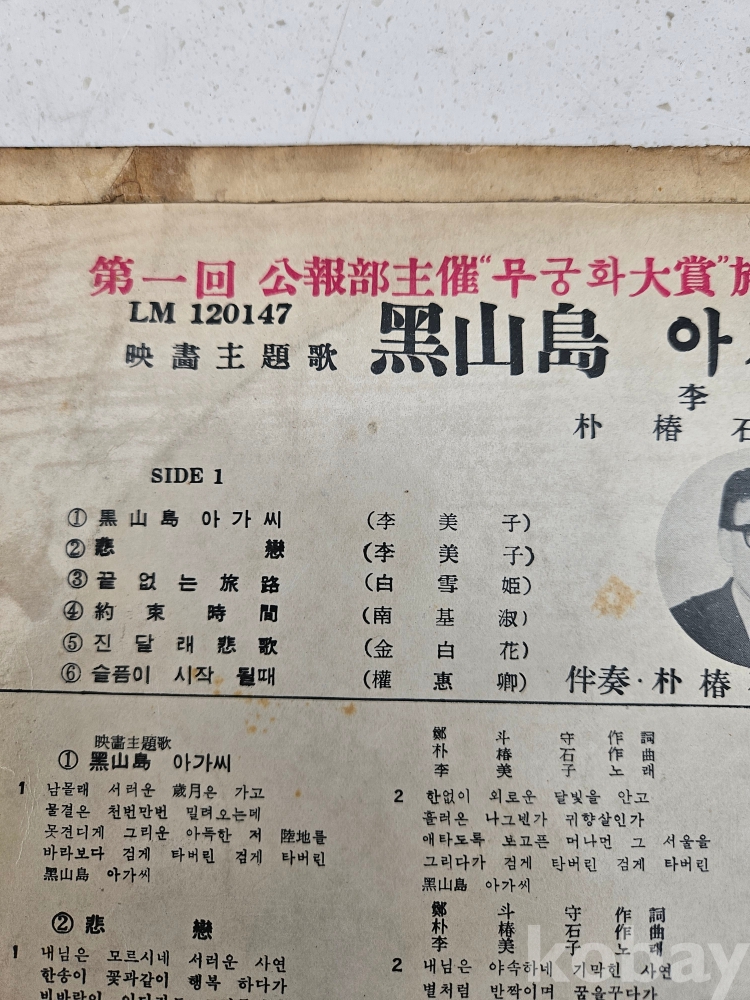 第一回 公報部主催“무궁화大賞”
LM 120147
映畵主題歌 黑山島 아
李
朴椿石
SIDE 1
① 黑山島 아가씨 (李美子)
② 悲戀 (李美子)
③ 끝없는 旅路 (白雪姬)
④ 約束時間 (南基淑)
⑤ 진달래 悲歌 (金白花)
⑥ 슬픔이 시작 될때 (權惠卿)
伴奏·朴椿
映畵主題歌
① 黑山島 아가씨
鄭斗守 作詞
朴椿石 作曲
李美子 노래
1 남몰래 서러운 歲月은 가고
물결은 천번만번 밀려오는데
못견디게 그리운 아득한 저 陸地를
바라보다 검게 타버린 검게 타버린
黑山島 아가씨
2 한없이 외로운 달빛을 안고
흘러온 나그넨가 귀향살인가
애타도록 보고픈 머나먼 그 서울을
그리다가 검게 탄버린 검게 타버린
黑山島 아가씨
② 悲戀
鄭斗守 作詞
朴椿石 作曲
李美子 노래
1 내님은 모르시네 서러운 사연
한송이 꽃과같이 행복 하다가
2 내님은 야속하네 기막힌 사연
별처럼 반짝이며 꿈을꾸다가
kobay